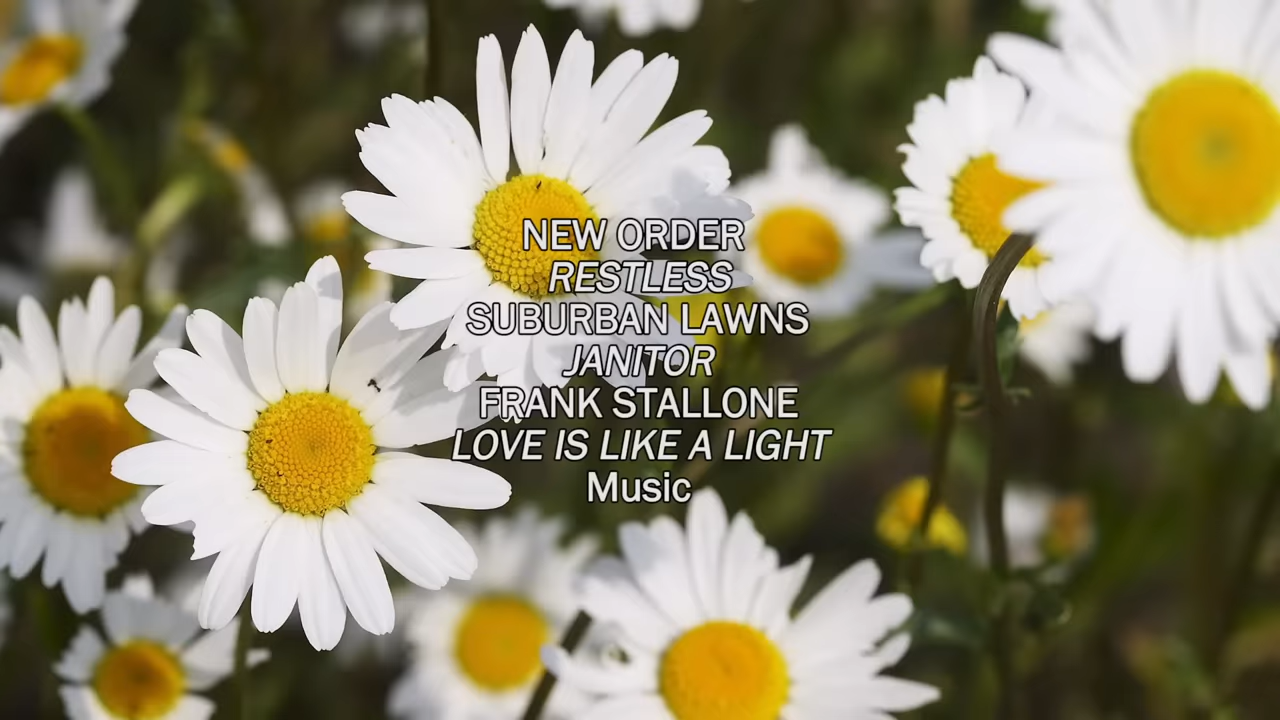 NEW ORDER
RESTLESS
SUBURBAN LAWNS
JANITOR
FRANK STALLONE
LOVE IS LIKE A LIGHT
Music